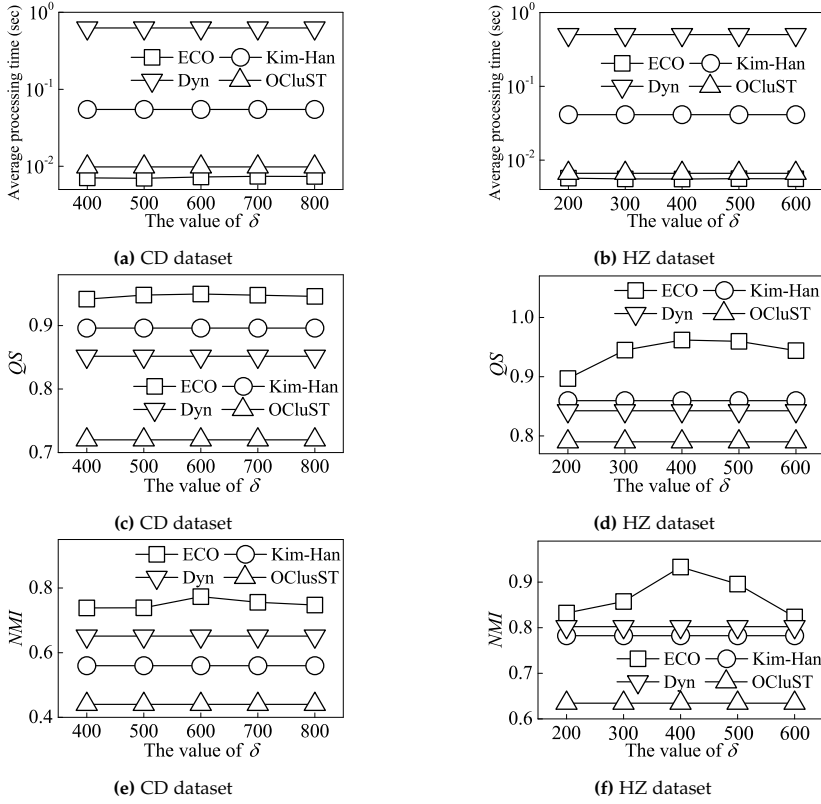 Average processing time (sec)
10^0
10^-1
10^-2
ECO Kim-Han
Dyn OCluST
400 500 600 700 800
The value of δ
(a) CD dataset
Average processing time (sec)
10^0
10^-1
10^-2
ECO Kim-Han
Dyn OCluST
200 300 400 500 600
The value of δ
(b) HZ dataset
QS
0.9
0.8
0.7
ECO Kim-Han
Dyn OCluST
400 500 600 700 800
The value of δ
(c) CD dataset
QS
1.0
0.9
0.8
ECO Kim-Han
Dyn OCluST
200 300 400 500 600
The value of δ
(d) HZ dataset
NMI
0.8
0.6
0.4
ECO Kim-Han
Dyn OClusST
400 500 600 700 800
The value of δ
(e) CD dataset
NMI
0.9
0.8
0.7
0.6
ECO Kim-Han
Dyn OCluST
200 300 400 500 600
The value of δ
(f) HZ dataset